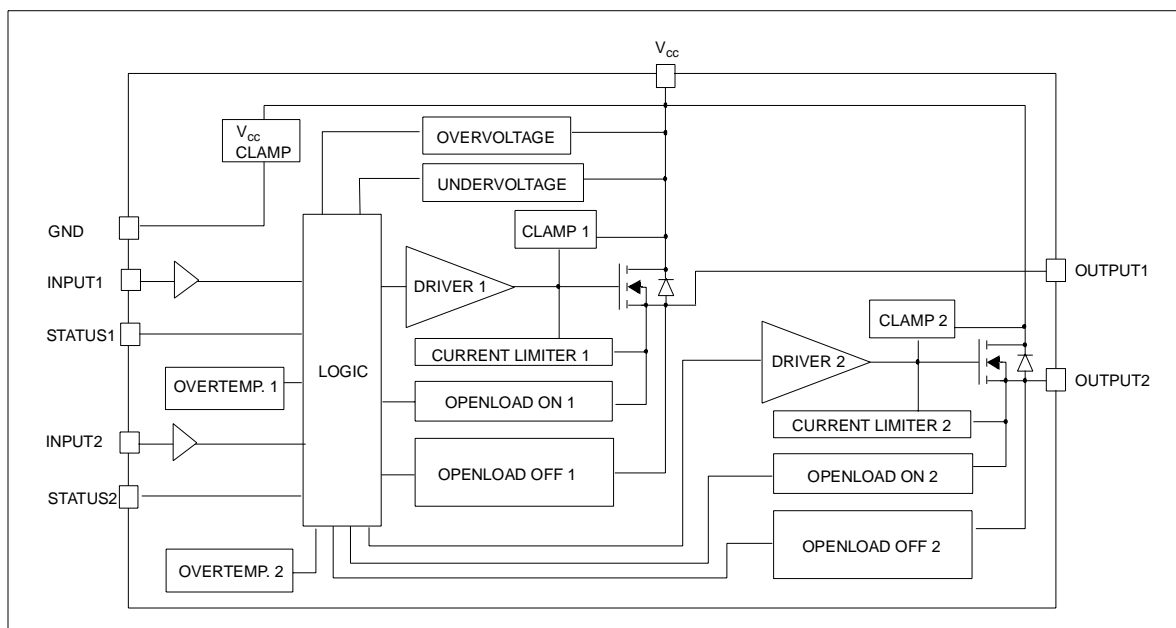 Vcc
Vcc
CLAMP
OVERVOLTAGE
UNDERVOLTAGE
GND
CLAMP 1
INPUT1
DRIVER 1
OUTPUT1
STATUS1
CLAMP 2
CURRENT LIMITER 1
LOGIC
DRIVER 2
OVERTEMP. 1
OUTPUT2
OPENLOAD ON 1
CURRENT LIMITER 2
INPUT2
OPENLOAD OFF 1
OPENLOAD ON 2
STATUS2
OPENLOAD OFF 2
OVERTEMP. 2